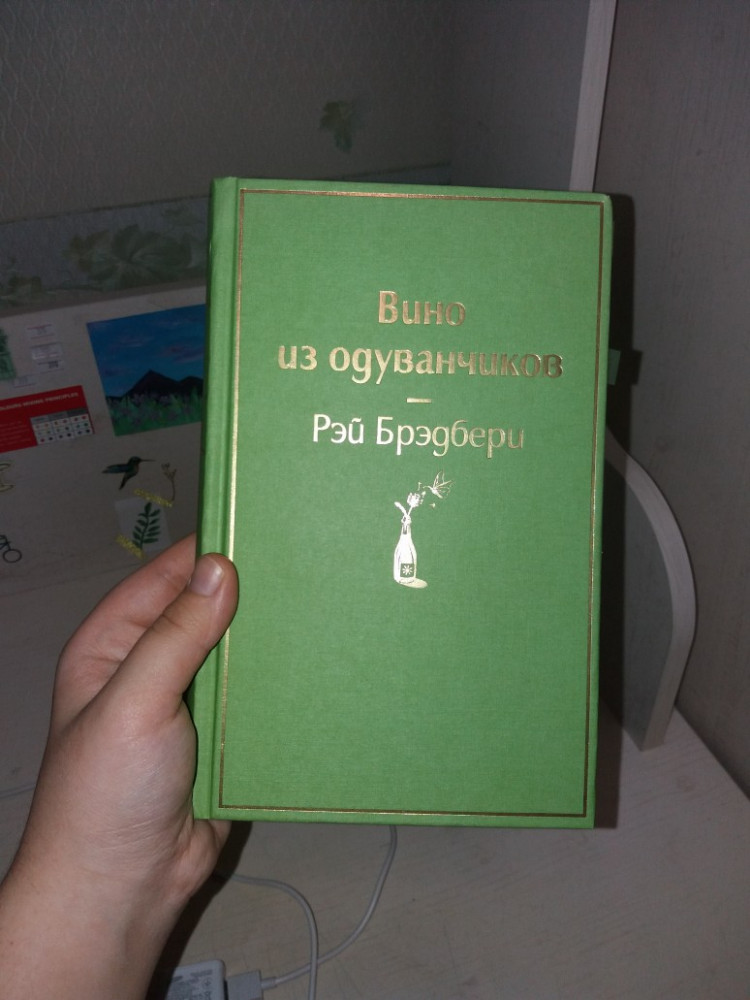 Вино
из одуванчиков
Рэй Брэдбери